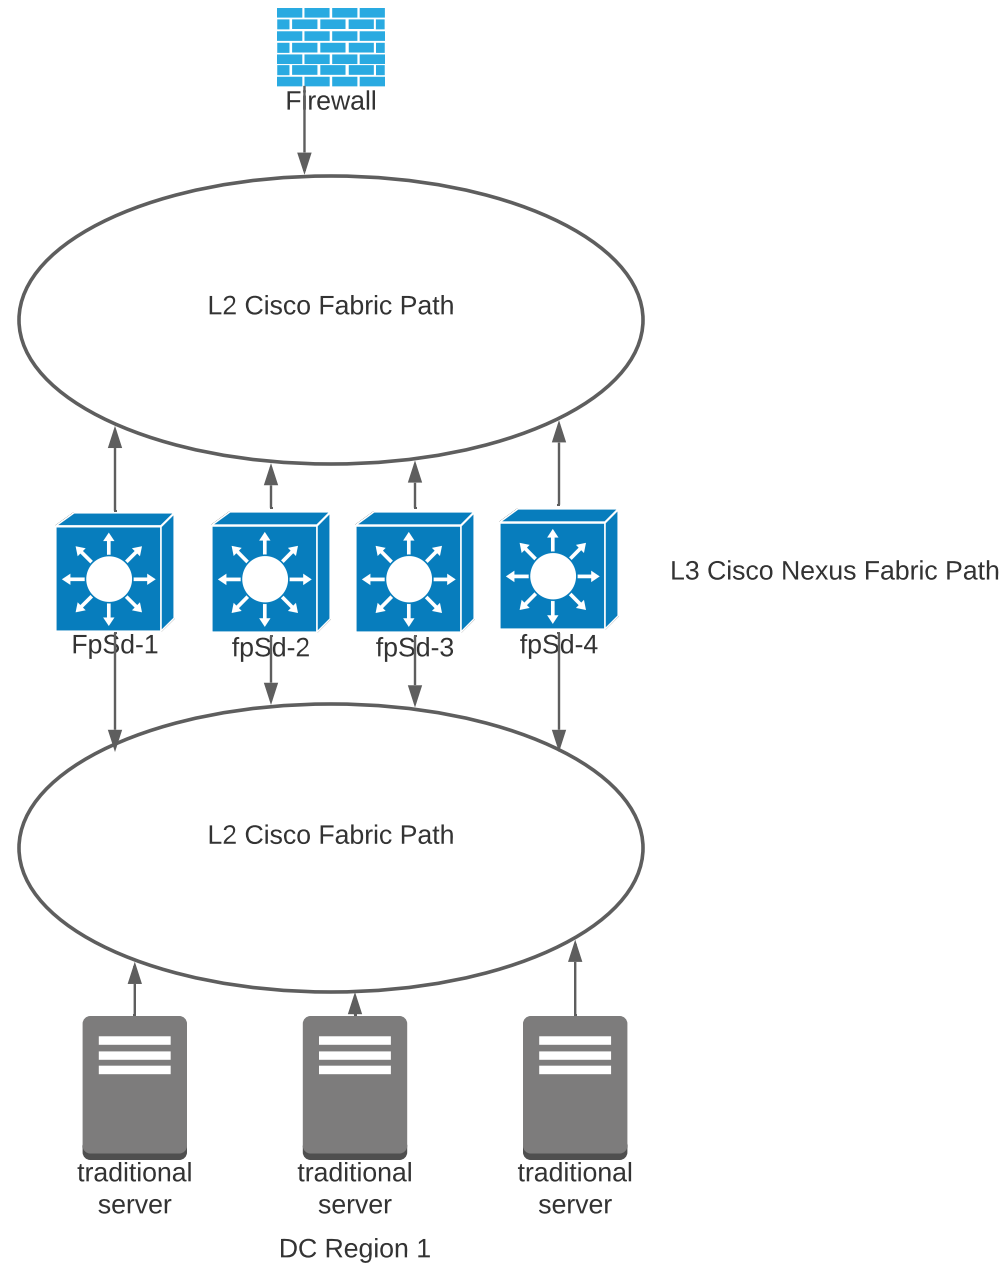 Firewall
L2 Cisco Fabric Path
L3 Cisco Nexus Fabric Path
FpSd-1
fpSd-2
fpSd-3
fpSd-4
L2 Cisco Fabric Path
traditional
server
traditional
server
traditional
server
DC Region 1